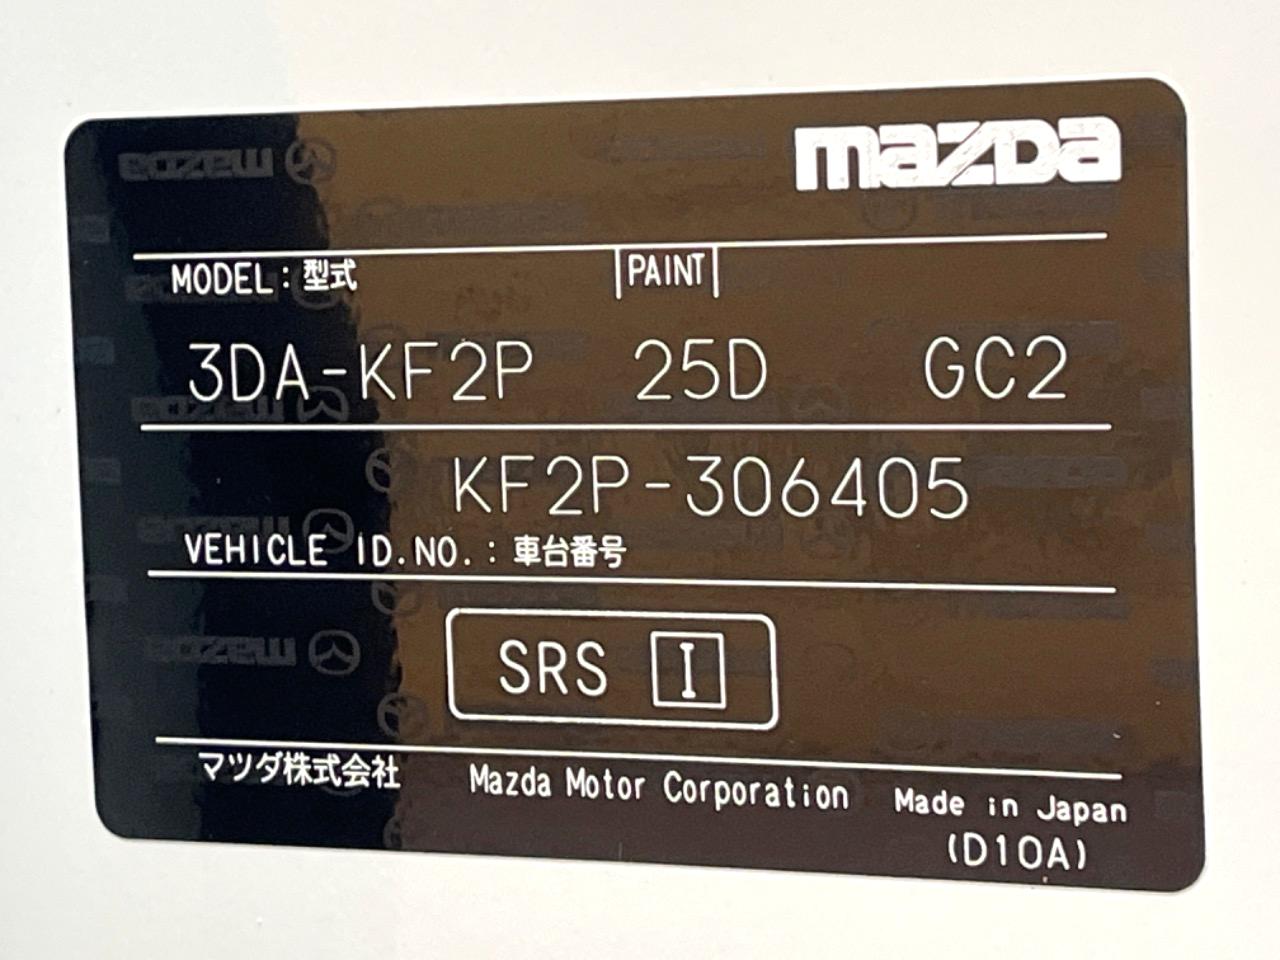 mazda
MODEL：型式 PAINT
3DA-KF2P 25D GC2
KF2P-306405
VEHICLE ID.NO.：車台番号
SRS I
マツダ株式会社 Mazda Motor Corporation Made in Japan
(D10A)